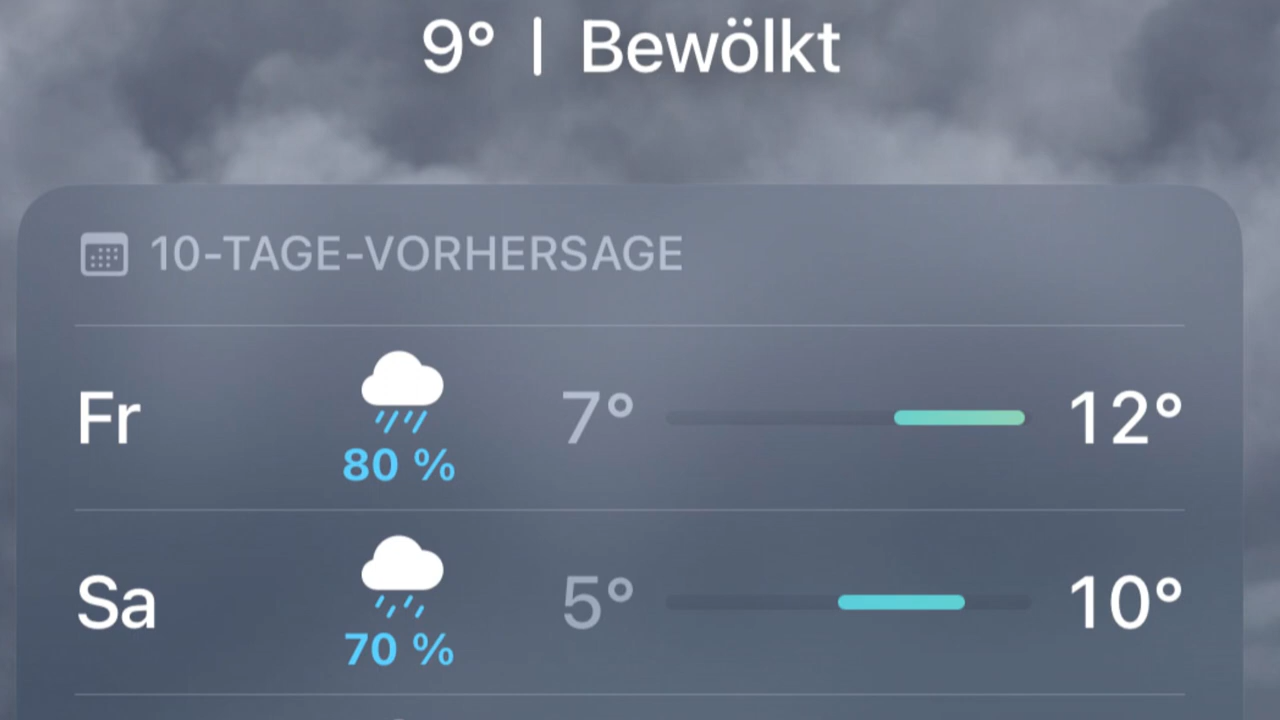 9° | Bewölkt
10-TAGE-VORHERSAGE
Fr 7° 12°
80 %
Sa 5° 10°
70 %